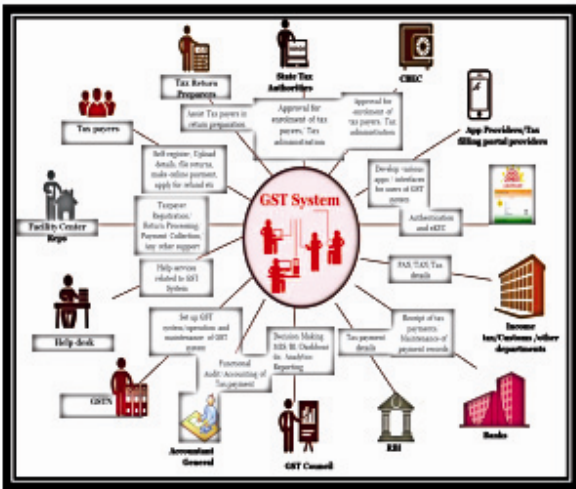 Tax Return
Preparers
State Tax
Authorities
CBEC
App Providers/Tax
filling portal providers
Tax payers
Assist Tax payers in
return preparation
Approval for
enrolment of tax
payers/ Tax
administration
Approval for
enrolment of
tax payers. Tax
administration
Self register, Upload
details, file returns,
make online payment,
apply for refund etc
Develop various
apps / interfaces
for users of GST
system
GST System
Authentication
and eKYC
Facility Center
Reps
Taxpayer
Registration/
Return Processing,
Payment Collection,
Any other support
Help services
related to GST
System
PAN/TAN/Tax
details
Help desk
Set up GST
system/operation and
maintenance of GST
system
Receipt of tax
payments.
Maintenance of
payment records
Income
tax/Customs/other
departments
Functional
Audit/Accounting of
Tax payment
Decision Making
MIS/BI, Dashboard
Analytics
Reporting
Tax payment
details
GSTN
Accountant
General
GST Council
RBI
Banks